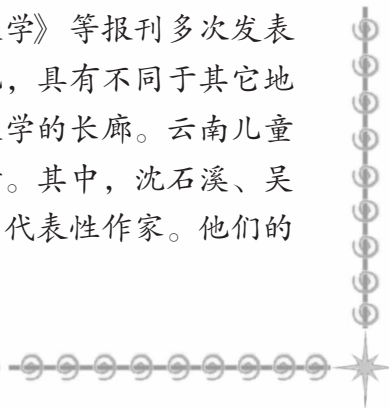 学》等报刊多次发表
,具有不同于其它地
学的长廊。云南儿童
。其中,沈石溪、吴
代表性作家。他们的